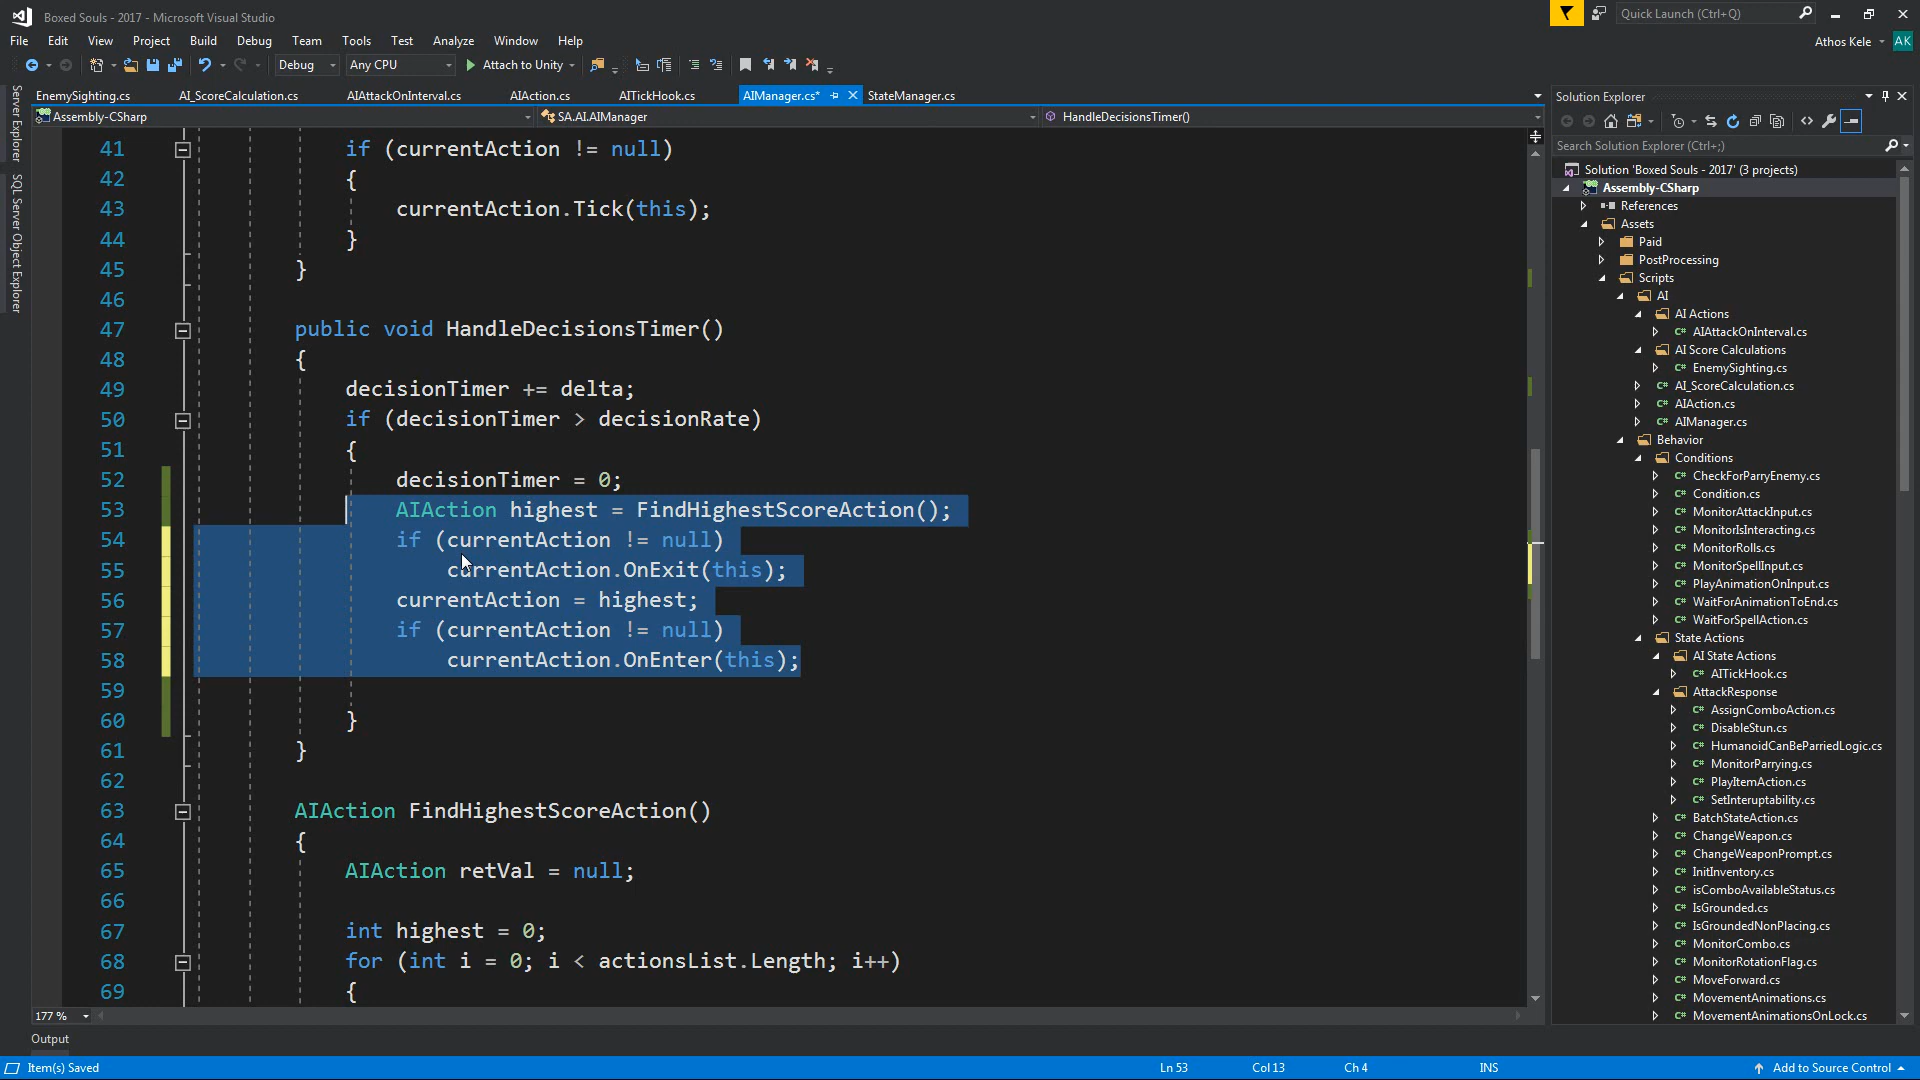 Boxed Souls - 2017 - Microsoft Visual Studio
Quick Launch (Ctrl+Q)
File Edit View Project Build Debug Team Tools Test Analyze Window Help
Athos Kele AK
Debug Any CPU Attach to Unity
EnemySighting.cs AI_ScoreCalculation.cs AIAttackOnInterval.cs AIAction.cs AITickHook.cs AIManager.cs* StateManager.cs
Assembly-CSharp SA.AI.AIManager HandleDecisionsTimer()
Server Explorer
SQL Server Object Explorer
41 if (currentAction != null)
42 {
43 currentAction.Tick(this);
44 }
45 }
46
47 public void HandleDecisionsTimer()
48 {
49 decisionTimer += delta;
50 if (decisionTimer > decisionRate)
51 {
52 decisionTimer = 0;
53 AIAction highest = FindHighestScoreAction();
54 if (currentAction != null)
55 currentAction.OnExit(this);
56 currentAction = highest;
57 if (currentAction != null)
58 currentAction.OnEnter(this);
59
60 }
61 }
62
63 AIAction FindHighestScoreAction()
64 {
65 AIAction retVal = null;
66
67 int highest = 0;
68 for (int i = 0; i < actionsList.Length; i++)
69 {
177 %
Output
Solution Explorer
Search Solution Explorer (Ctrl+;)
Solution 'Boxed Souls - 2017' (3 projects)
Assembly-CSharp
References
Assets
Paid
PostProcessing
Scripts
AI
AI Actions
C# AIAttackOnInterval.cs
AI Score Calculations
C# EnemySighting.cs
C# AI_ScoreCalculation.cs
C# AIAction.cs
C# AIManager.cs
Behavior
Conditions
C# CheckForParryEnemy.cs
C# Condition.cs
C# MonitorAttackInput.cs
C# MonitorIsInteracting.cs
C# MonitorRolls.cs
C# MonitorSpellInput.cs
C# PlayAnimationOnInput.cs
C# WaitForAnimationToEnd.cs
C# WaitForSpellAction.cs
State Actions
AI State Actions
C# AITickHook.cs
AttackResponse
C# AssignComboAction.cs
C# DisableStun.cs
C# HumanoidCanBeParriedLogic.cs
C# MonitorParrying.cs
C# PlayItemAction.cs
C# SetInteruptability.cs
C# BatchStateAction.cs
C# ChangeWeapon.cs
C# ChangeWeaponPrompt.cs
C# InitInventory.cs
C# isComboAvailableStatus.cs
C# IsGrounded.cs
C# IsGroundedNonPlacing.cs
C# MonitorCombo.cs
C# MonitorRotationFlag.cs
C# MoveForward.cs
C# MovementAnimations.cs
C# MovementAnimationsOnLock.cs
Item(s) Saved Ln 53 Col 13 Ch 4 INS Add to Source Control